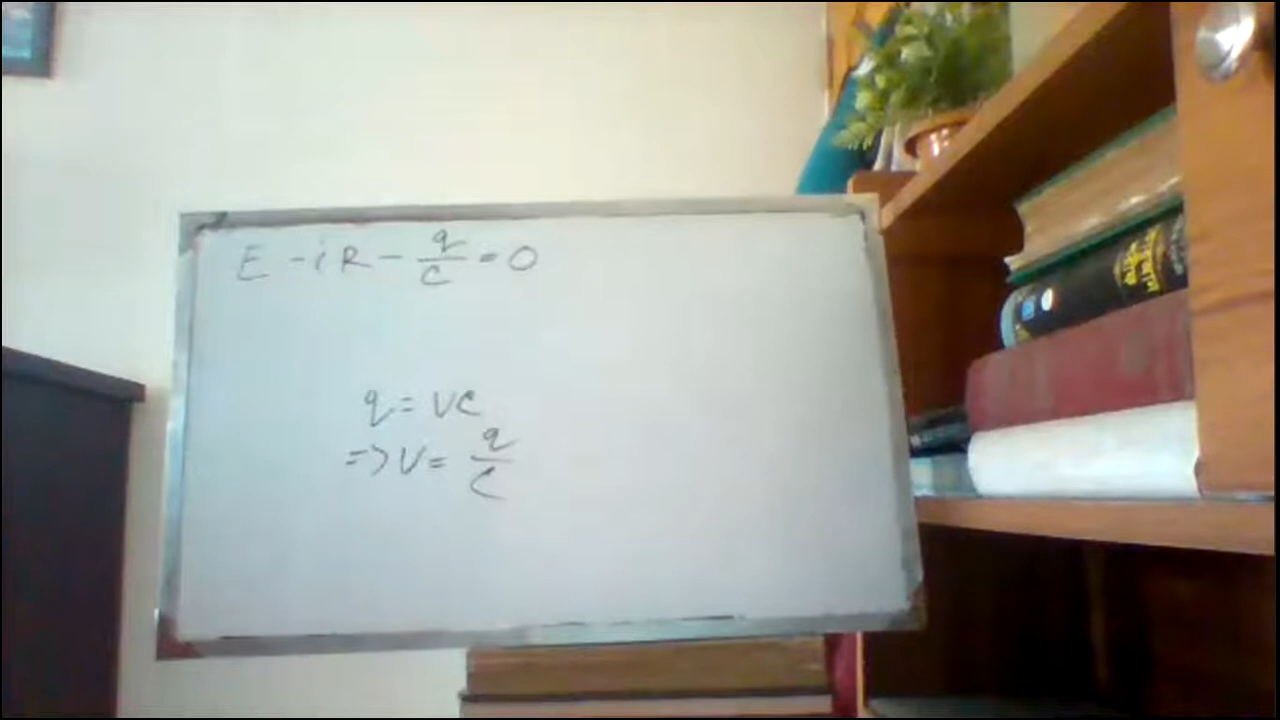 E - iR - q/c = 0
q = vc
=> v = q/c